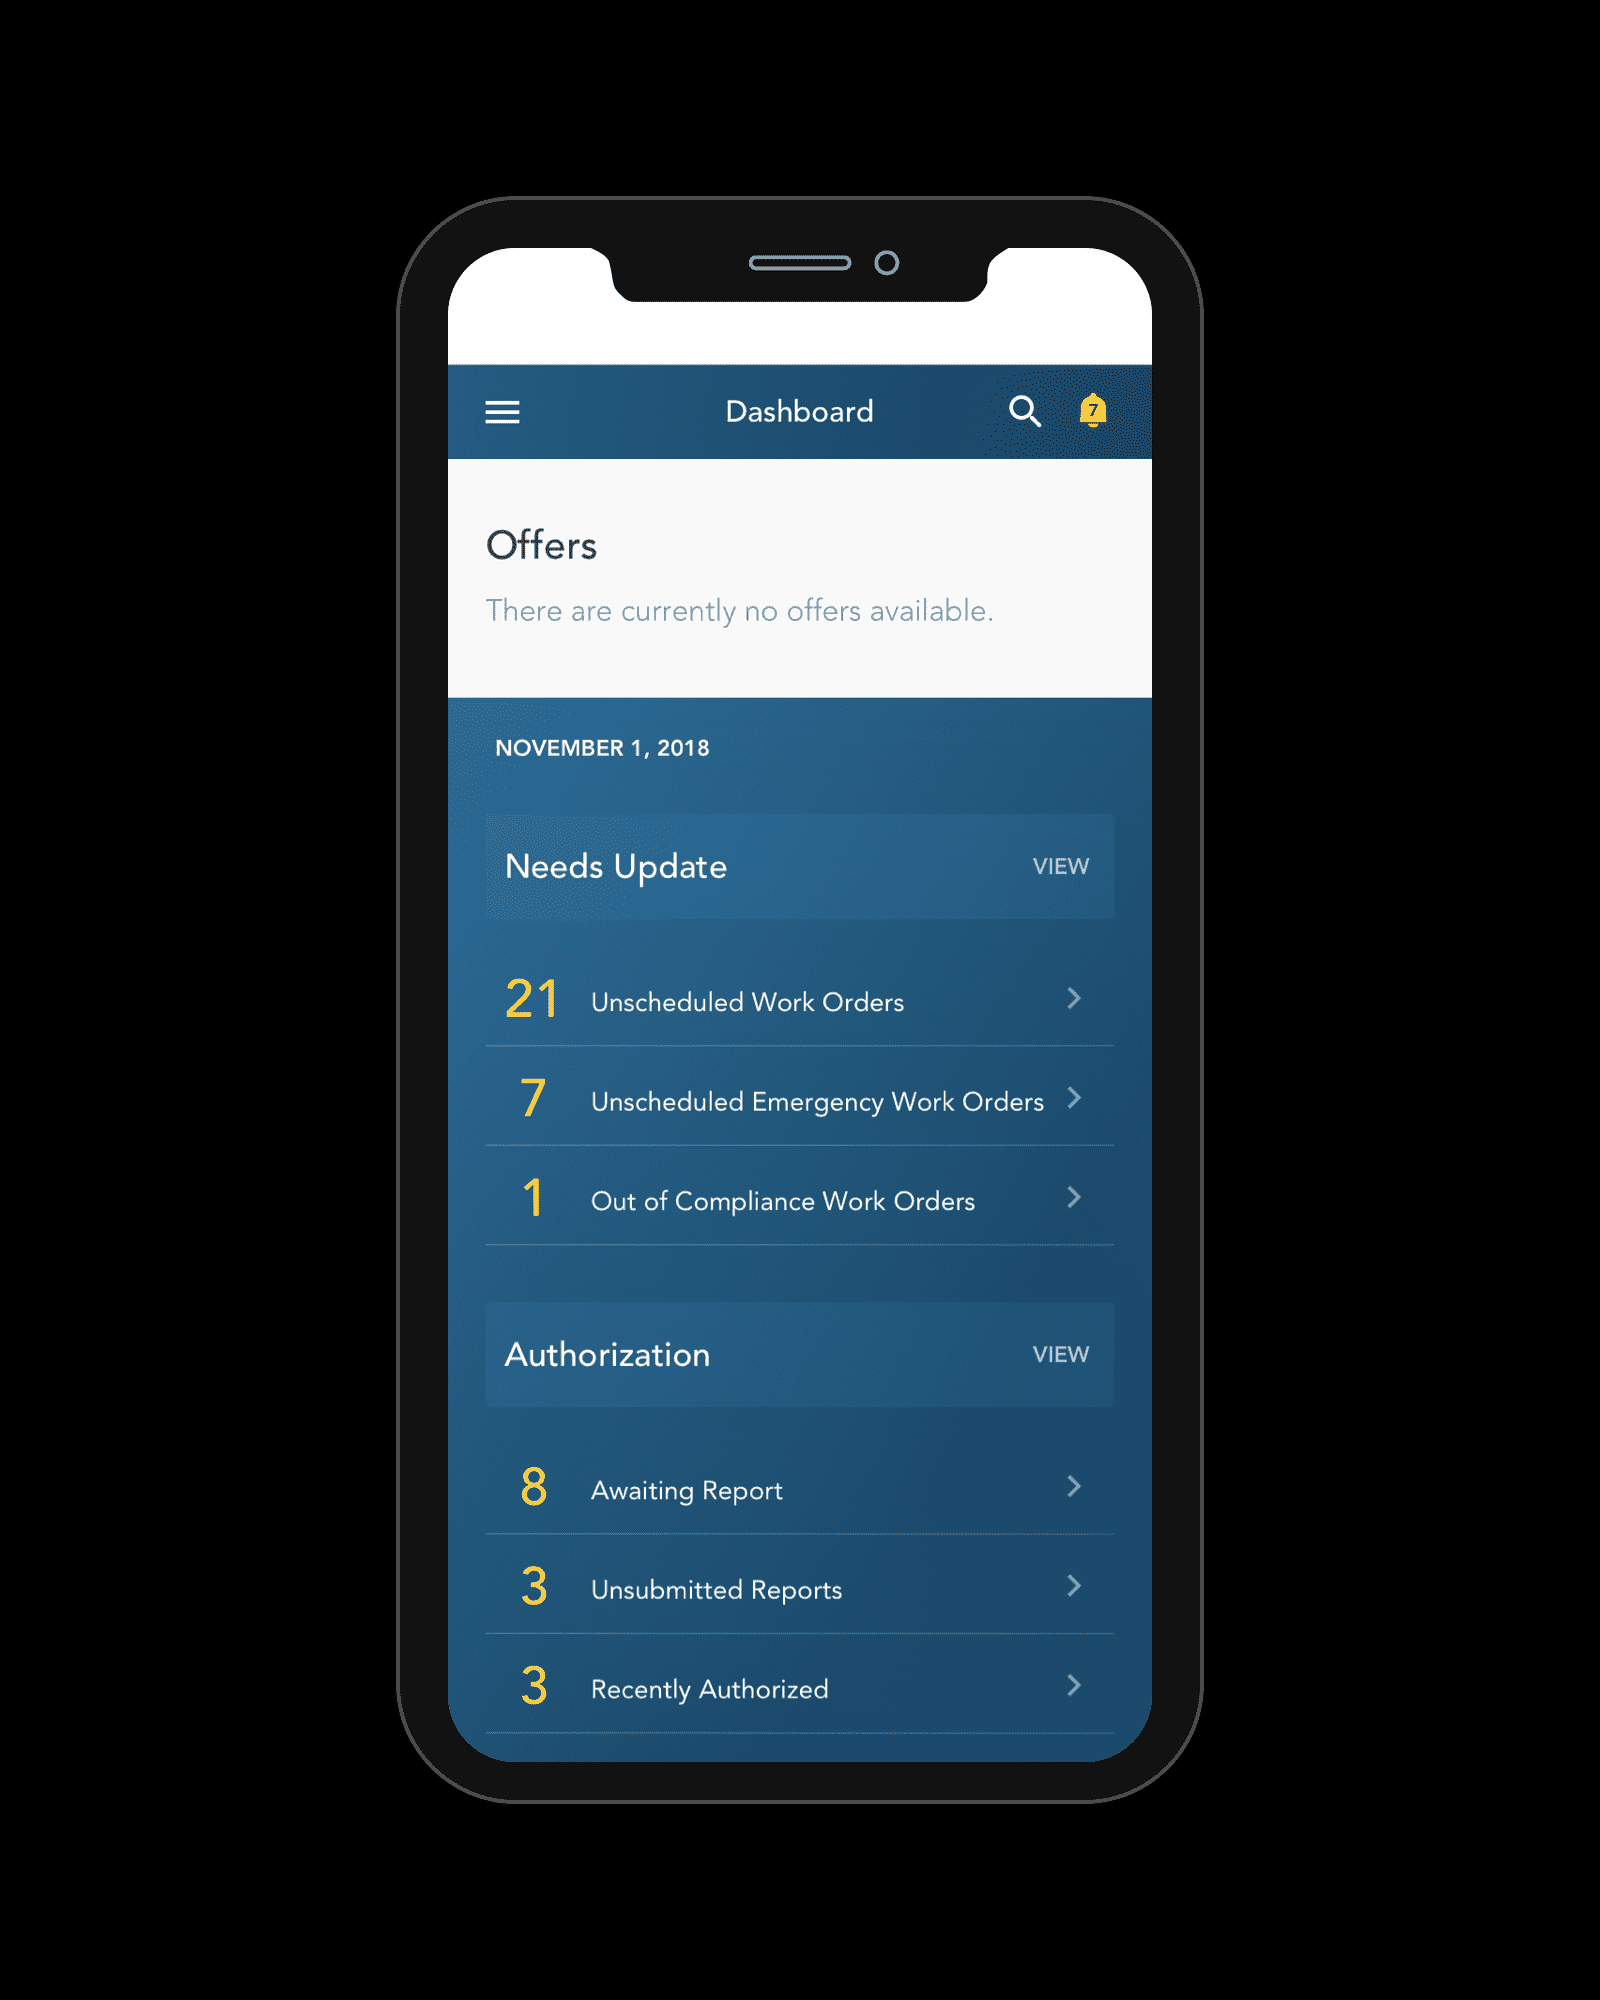 Dashboard
7
Offers
There are currently no offers available.
NOVEMBER 1, 2018
Needs Update VIEW
21 Unscheduled Work Orders
7 Unscheduled Emergency Work Orders
1 Out of Compliance Work Orders
Authorization VIEW
8 Awaiting Report
3 Unsubmitted Reports
3 Recently Authorized